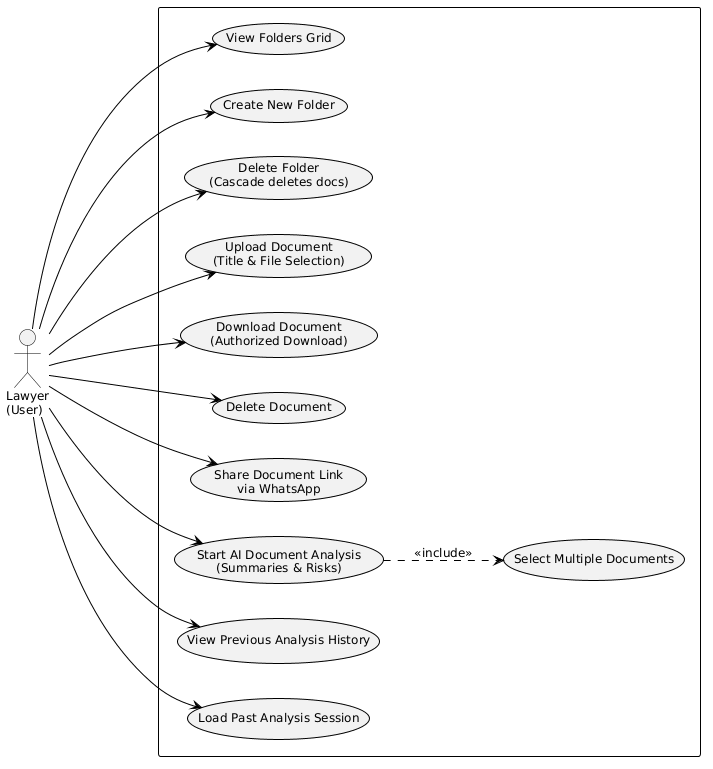 View Folders Grid
Create New Folder
Delete Folder
(Cascade deletes docs)
Upload Document
(Title & File Selection)
Download Document
(Authorized Download)
Lawyer
(User)
Delete Document
Share Document Link
via WhatsApp
Start AI Document Analysis
(Summaries & Risks)
«include»
Select Multiple Documents
View Previous Analysis History
Load Past Analysis Session